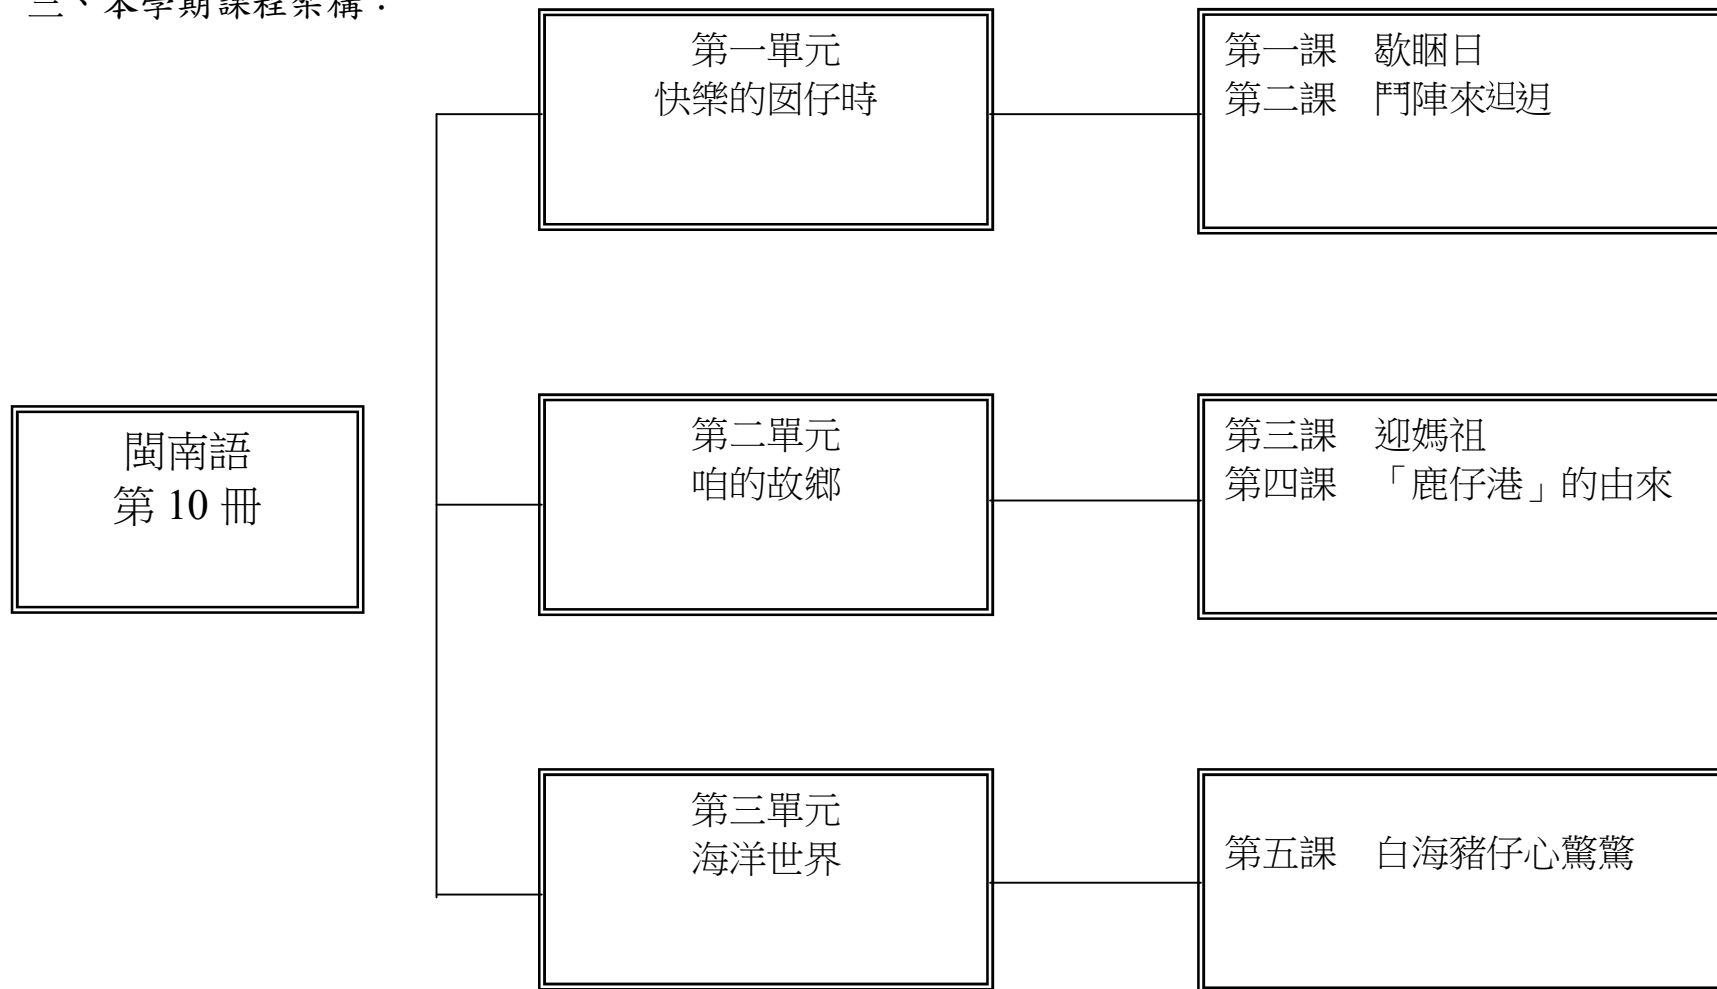 三、本學期課程架構：
第一單元
快樂的囡仔時
第一課　歇睏日
第二課　鬥陣來𨑨迌
閩南語
第 10 冊
第二單元
咱的故鄉
第三課　迎媽祖
第四課　「鹿仔港」的由來
第三單元
海洋世界
第五課　白海豬仔心驚驚